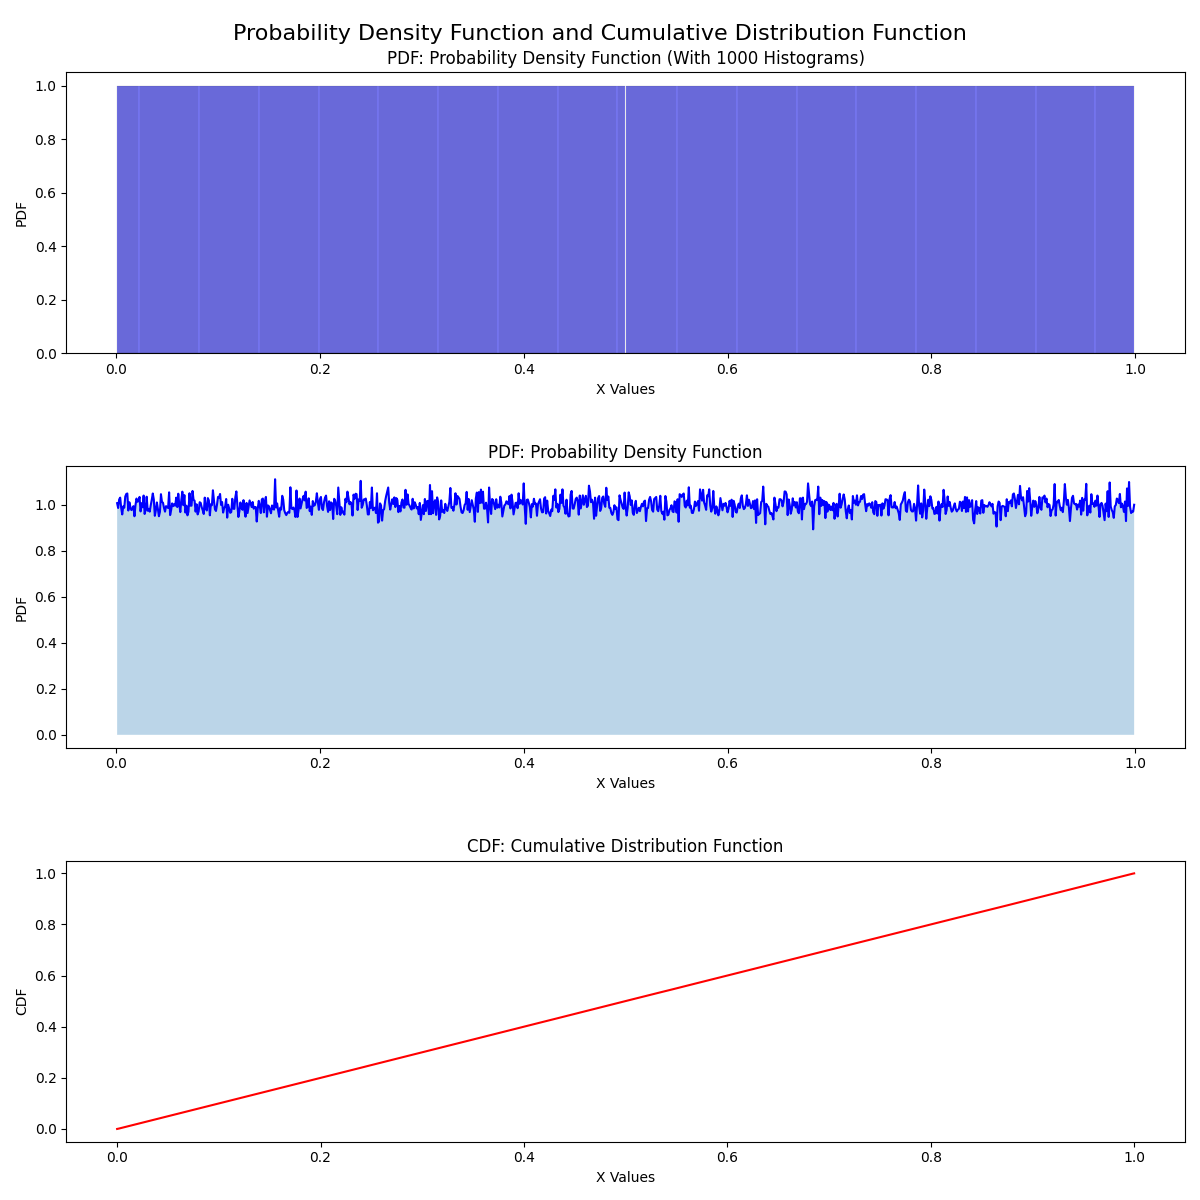 Probability Density Function and Cumulative Distribution Function
PDF: Probability Density Function (With 1000 Histograms)
1.0
0.8
0.6
0.4
0.2
0.0
PDF
0.0 0.2 0.4 0.6 0.8 1.0
X Values
PDF: Probability Density Function
1.0
0.8
0.6
0.4
0.2
0.0
PDF
0.0 0.2 0.4 0.6 0.8 1.0
X Values
CDF: Cumulative Distribution Function
1.0
0.8
0.6
0.4
0.2
0.0
CDF
0.0 0.2 0.4 0.6 0.8 1.0
X Values